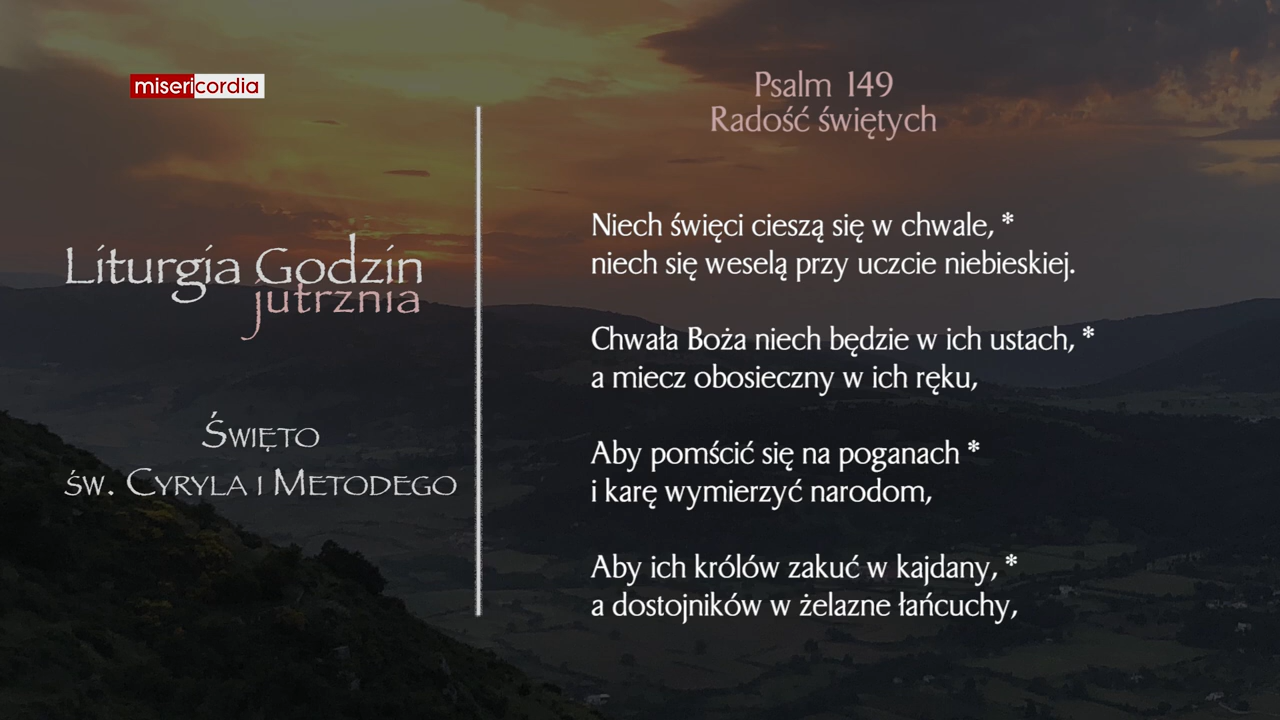 misericordia
Liturgia Godzin
jutrznia
Święto
św. Cyryla i Metodego
Psalm 149
Radość świętych
Niech święci cieszą się w chwale, *
niech się weselą przy uczcie niebieskiej.
Chwała Boża niech będzie w ich ustach, *
a miecz obosieczny w ich ręku,
Aby pomścić się na poganach *
i karę wymierzyć narodom,
Aby ich królów zakuć w kajdany, *
a dostojników w żelazne łańcuchy,